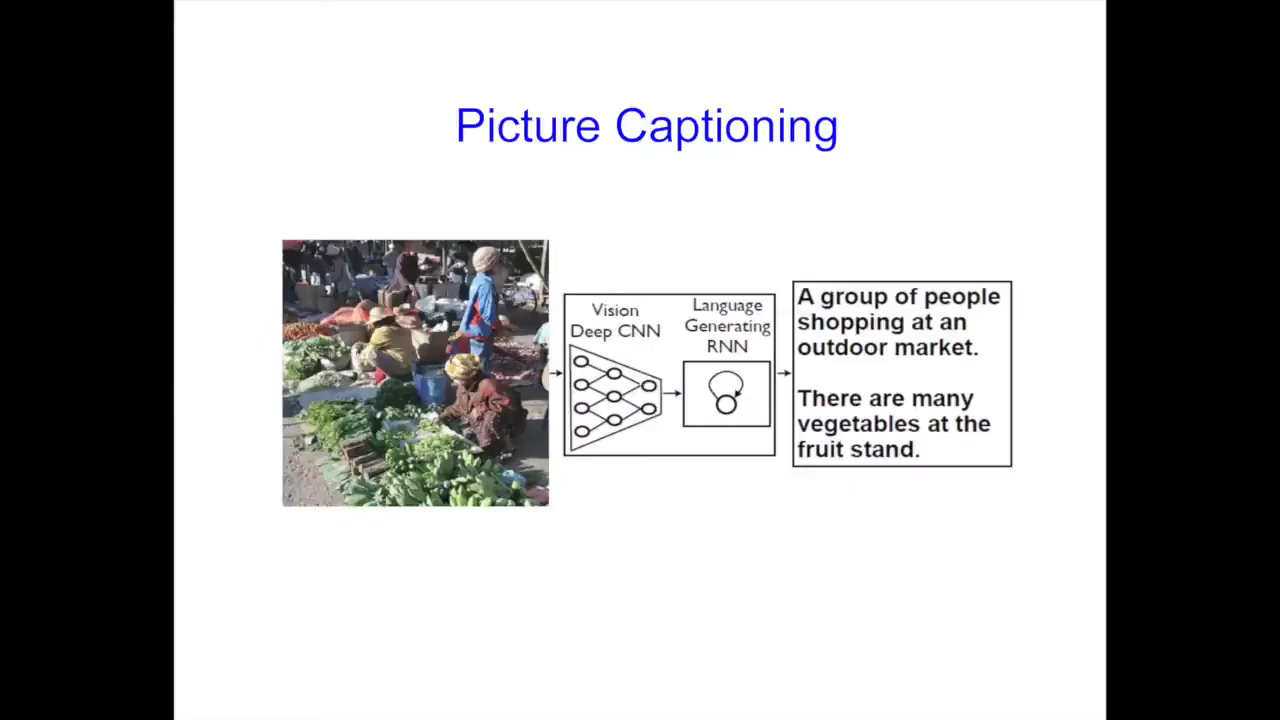 Picture Captioning
Vision
Deep CNN
Language
Generating
RNN
A group of people
shopping at an
outdoor market.
There are many
vegetables at the
fruit stand.